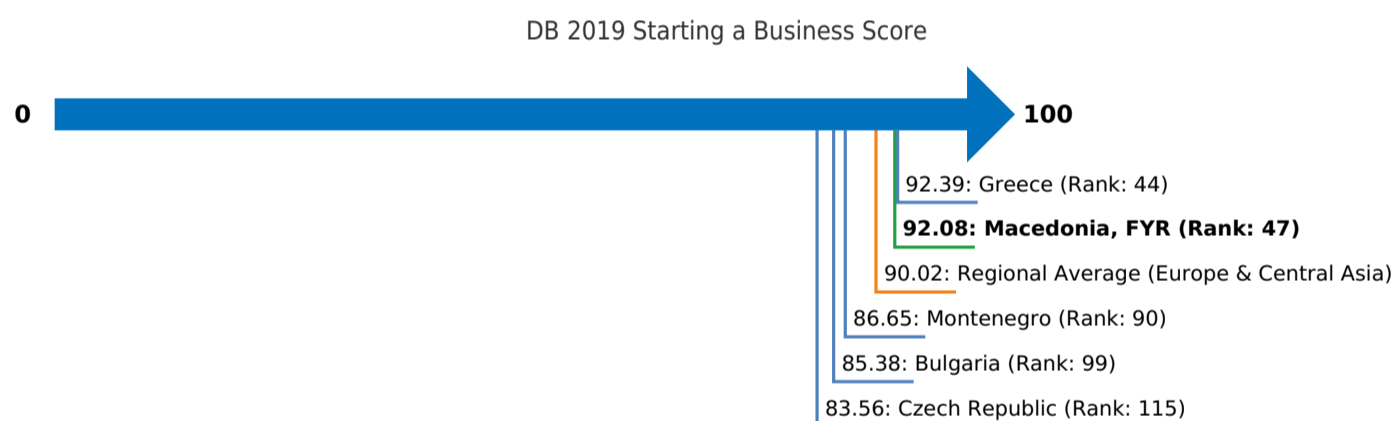 DB 2019 Starting a Business Score
0
100
92.39: Greece (Rank: 44)
92.08: Macedonia, FYR (Rank: 47)
90.02: Regional Average (Europe & Central Asia)
86.65: Montenegro (Rank: 90)
85.38: Bulgaria (Rank: 99)
83.56: Czech Republic (Rank: 115)